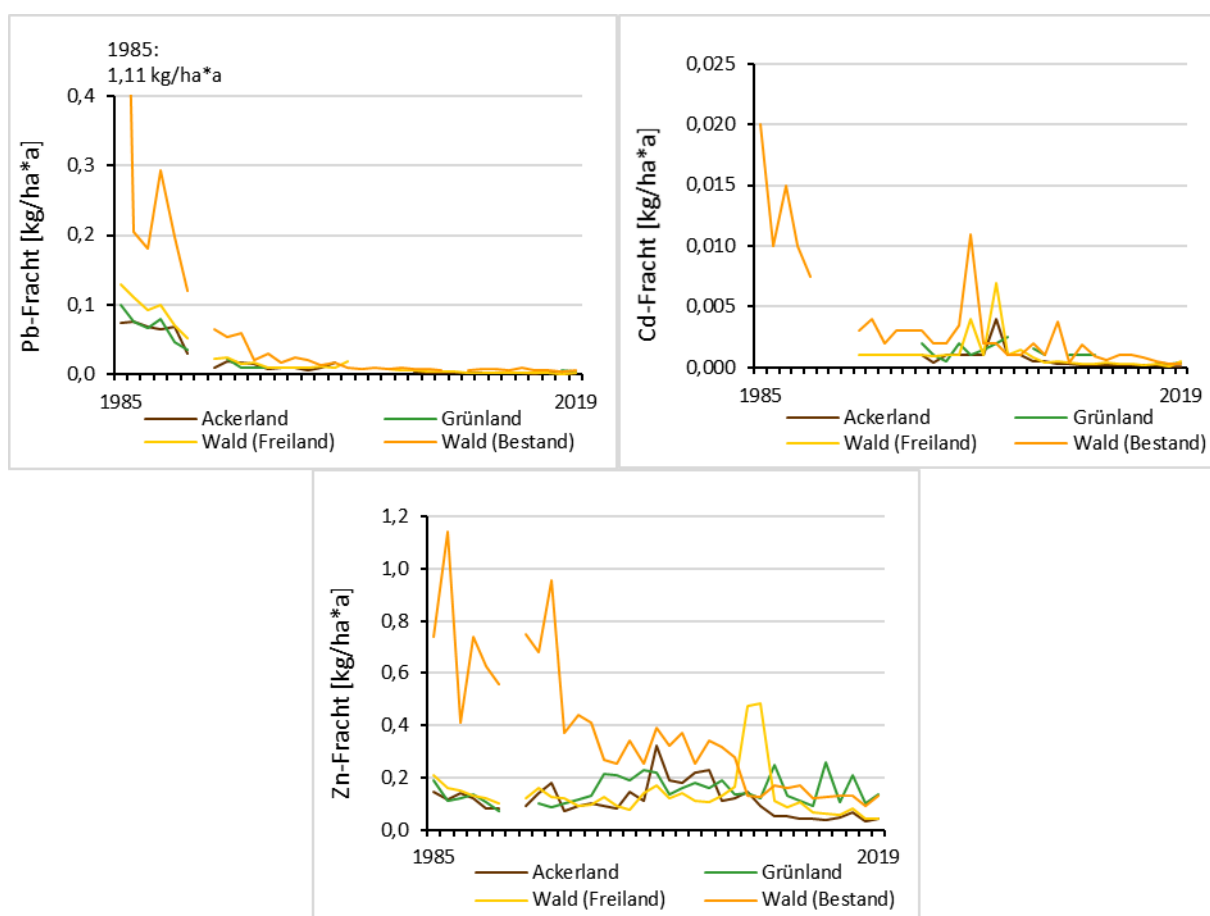 1985:
1,11 kg/ha*a
Pb-Fracht [kg/ha*a]
0,4
0,3
0,2
0,1
0,0
1985
2019
Ackerland
Grünland
Wald (Freiland)
Wald (Bestand)
Cd-Fracht [kg/ha*a]
0,025
0,020
0,015
0,010
0,005
0,000
1985
2019
Ackerland
Grünland
Wald (Freiland)
Wald (Bestand)
Zn-Fracht [kg/ha*a]
1,2
1,0
0,8
0,6
0,4
0,2
0,0
1985
2019
Ackerland
Grünland
Wald (Freiland)
Wald (Bestand)